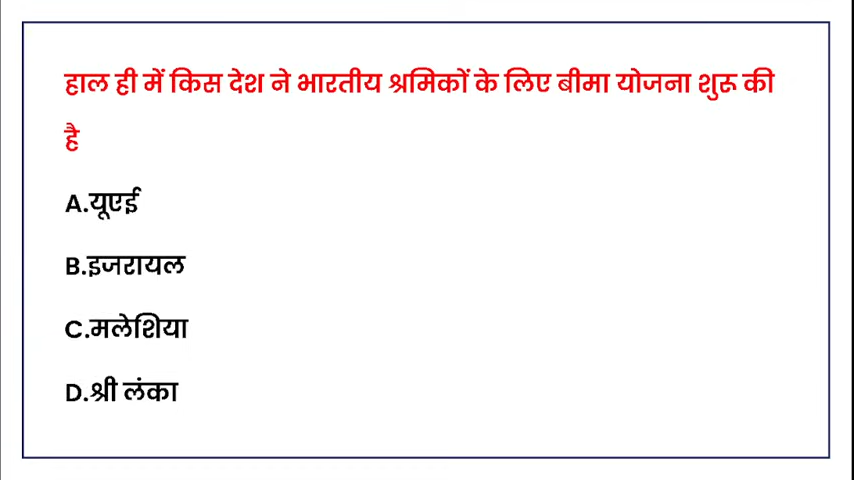 हाल ही में किस देश ने भारतीय श्रमिकों के लिए बीमा योजना शुरू की
है
A.यूएई
B.इजरायल
C.मलेशिया
D.श्री लंका